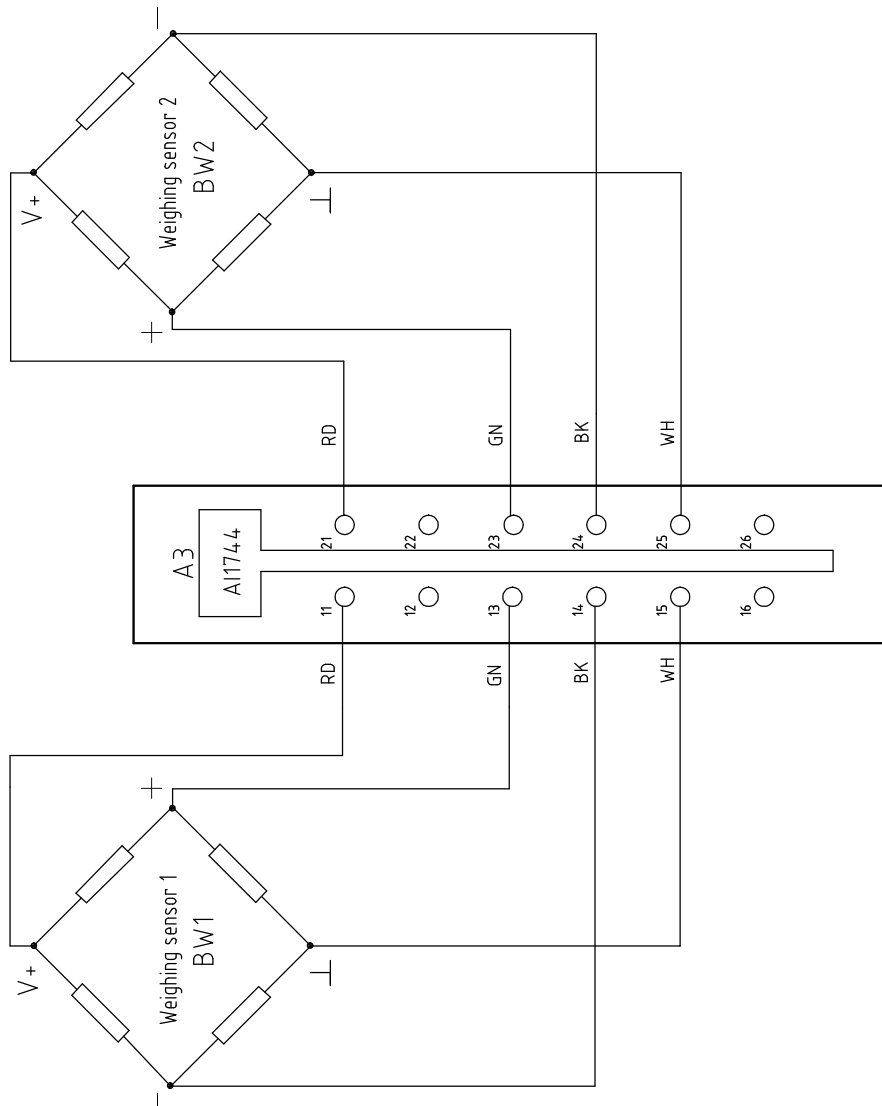 V+
Weighing sensor 1
BW1
+
—
⊥
RD
GN
BK
WH
A3
AI1744
11
21
12
22
13
23
14
24
15
25
16
26
RD
GN
BK
WH
V+
Weighing sensor 2
BW2
+
—
⊥